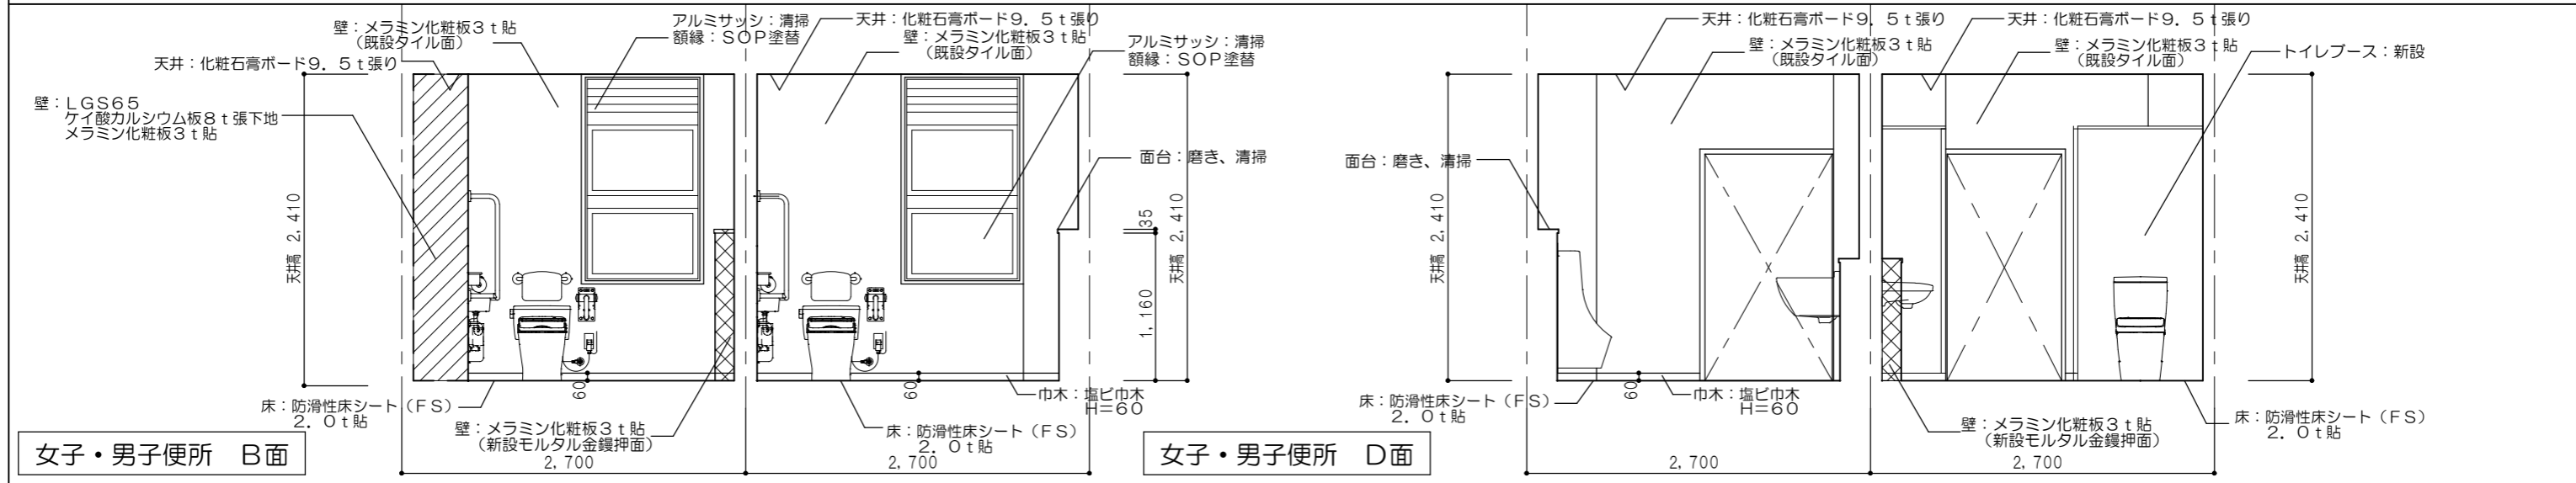 壁：メラミン化粧板３ｔ貼
（既設タイル面）
天井：化粧石膏ボード９．５ｔ張り
壁：ＬＧＳ６５
ケイ酸カルシウム板８ｔ張下地
メラミン化粧板３ｔ貼
アルミサッシ：清掃
額縁：ＳＯＰ塗替
天井：化粧石膏ボード９．５ｔ張り
壁：メラミン化粧板３ｔ貼
（既設タイル面）
アルミサッシ：清掃
額縁：ＳＯＰ塗替
面台：磨き、清掃
天井高 2,410
35
1,160
天井高 2,410
60
60
床：防滑性床シート（ＦＳ）
２．０ｔ貼
壁：メラミン化粧板３ｔ貼
（新設モルタル金鏝押面）
床：防滑性床シート（ＦＳ）
２．０ｔ貼
巾木：塩ビ巾木
Ｈ＝６０
2,700
2,700
女子・男子便所　Ｂ面
天井：化粧石膏ボード９．５ｔ張り
壁：メラミン化粧板３ｔ貼
（既設タイル面）
天井：化粧石膏ボード９．５ｔ張り
壁：メラミン化粧板３ｔ貼
（既設タイル面）
トイレブース：新設
面台：磨き、清掃
天井高 2,410
X
天井高 2,410
60
床：防滑性床シート（ＦＳ）
２．０ｔ貼
巾木：塩ビ巾木
Ｈ＝６０
壁：メラミン化粧板３ｔ貼
（新設モルタル金鏝押面）
床：防滑性床シート（ＦＳ）
２．０ｔ貼
2,700
2,700
女子・男子便所　Ｄ面